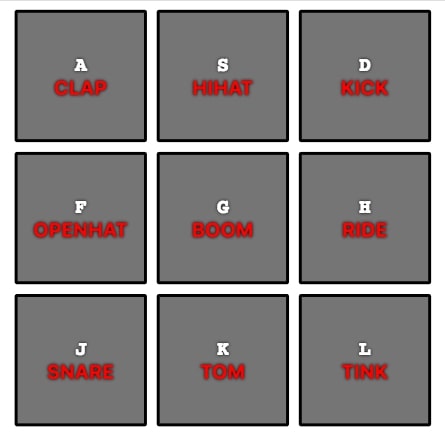 A
CLAP
S
HIHAT
D
KICK
F
OPENHAT
G
BOOM
H
RIDE
J
SNARE
K
TOM
L
TINK